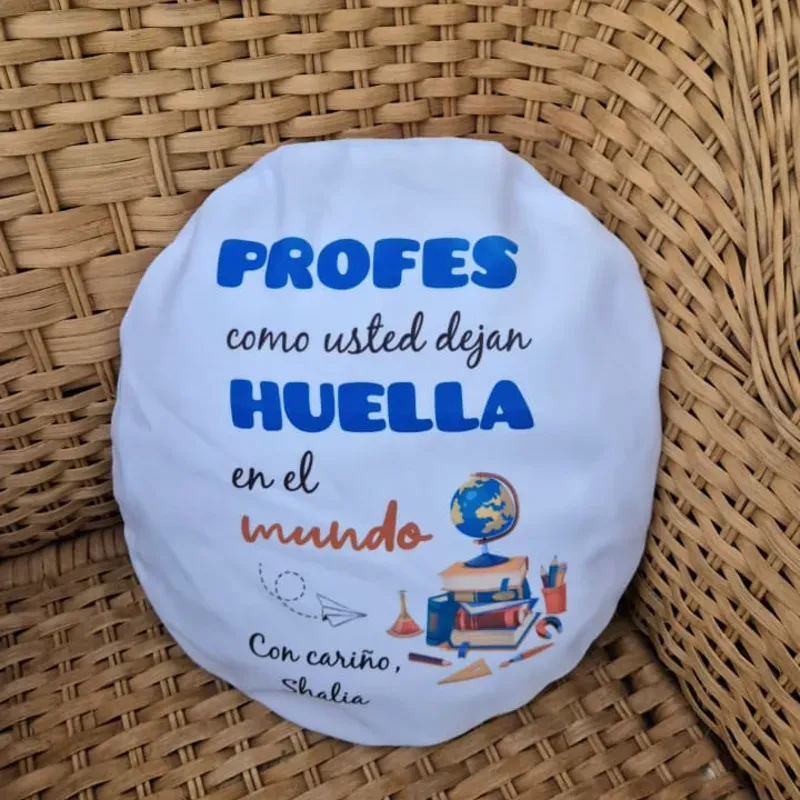 PROFES
como usted dejan
HUELLA
en el
mundo
Con cariño,
Shalia